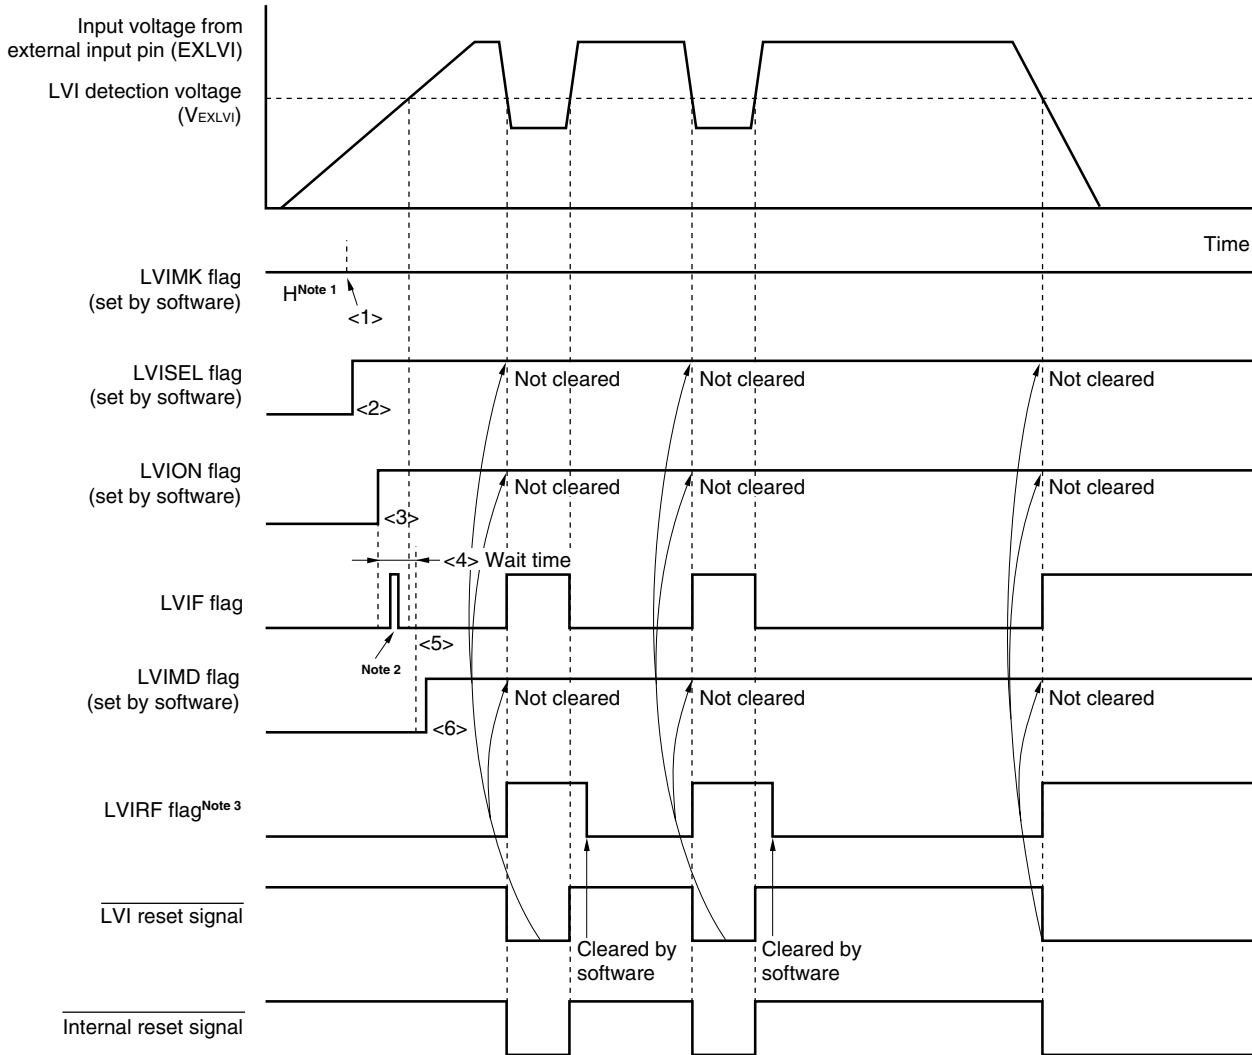 Input voltage from
external input pin (EXLVI)
LVI detection voltage
(VEXLVI)
Time
LVIMK flag
(set by software)
HNote 1
<1>
LVISEL flag
(set by software)
<2>
Not cleared
Not cleared
Not cleared
LVION flag
(set by software)
<3>
Not cleared
Not cleared
Not cleared
<4> Wait time
LVIF flag
Note 2
<5>
LVIMD flag
(set by software)
<6>
Not cleared
Not cleared
Not cleared
LVIRF flagNote 3
LVI reset signal
Cleared by
software
Cleared by
software
Internal reset signal